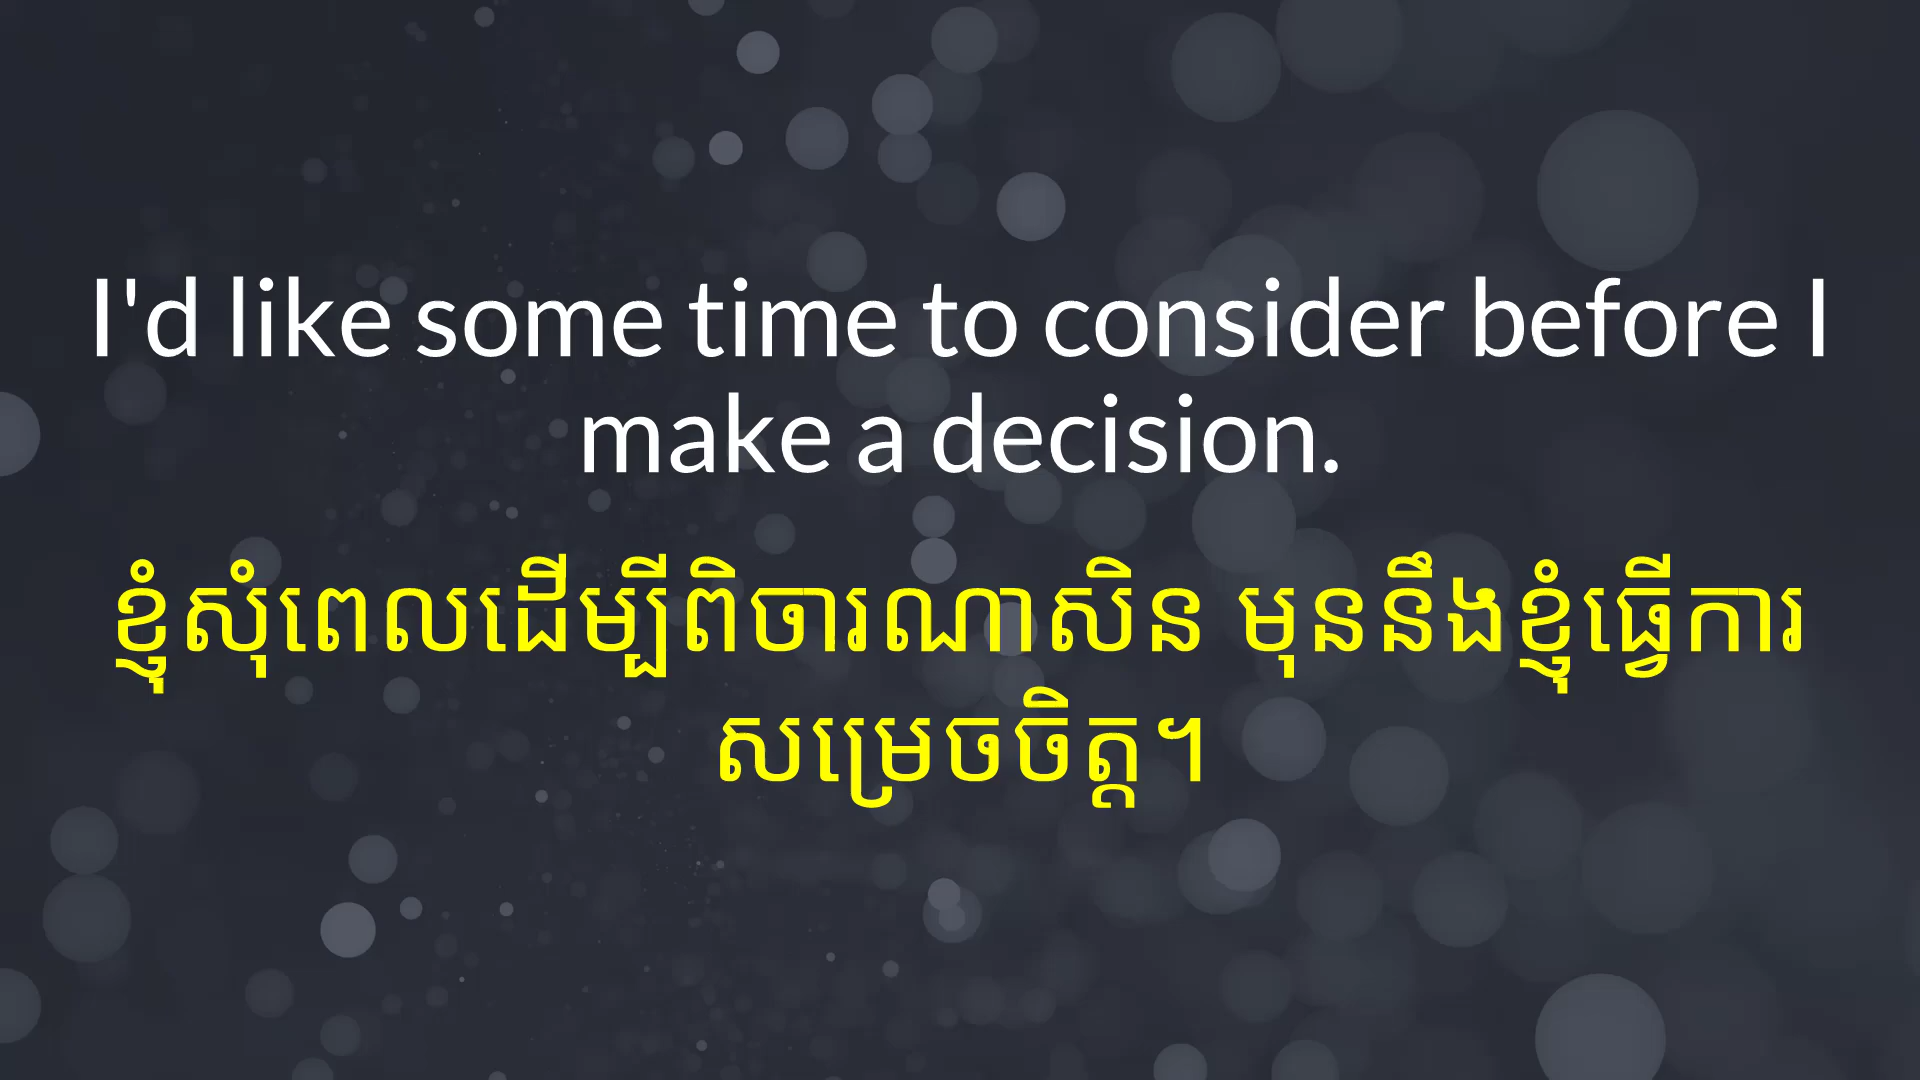 I'd like some time to consider before I
make a decision.
ខ្ញុំសុំពេលដើម្បីពិចារណាសិន មុននឹងខ្ញុំធ្វើការ
សម្រេចចិត្ត។